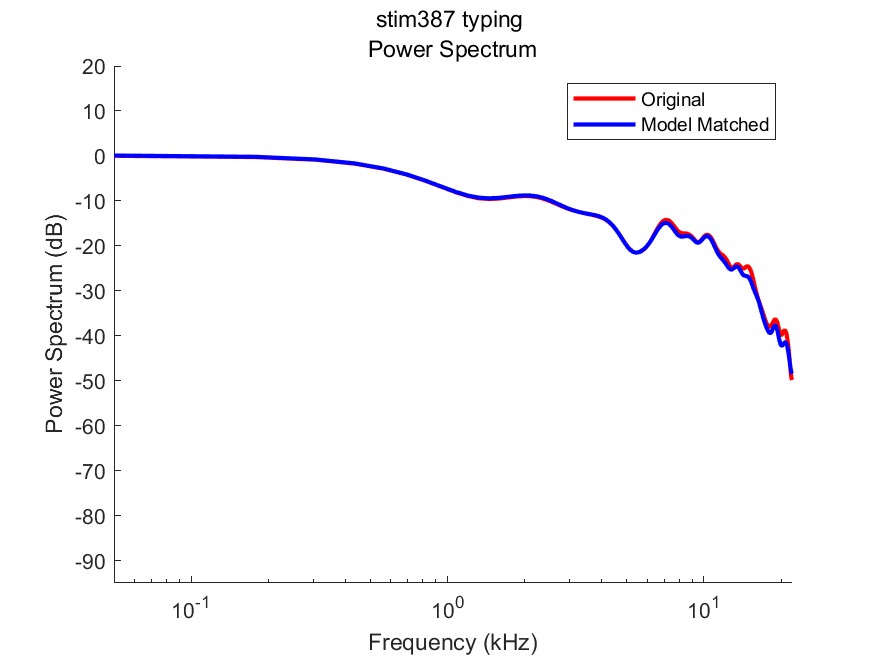 stim387 typing
Power Spectrum
20
10
0
-10
-20
-30
-40
-50
-60
-70
-80
-90
Power Spectrum (dB)
Original
Model Matched
10^-1
10^0
10^1
Frequency (kHz)